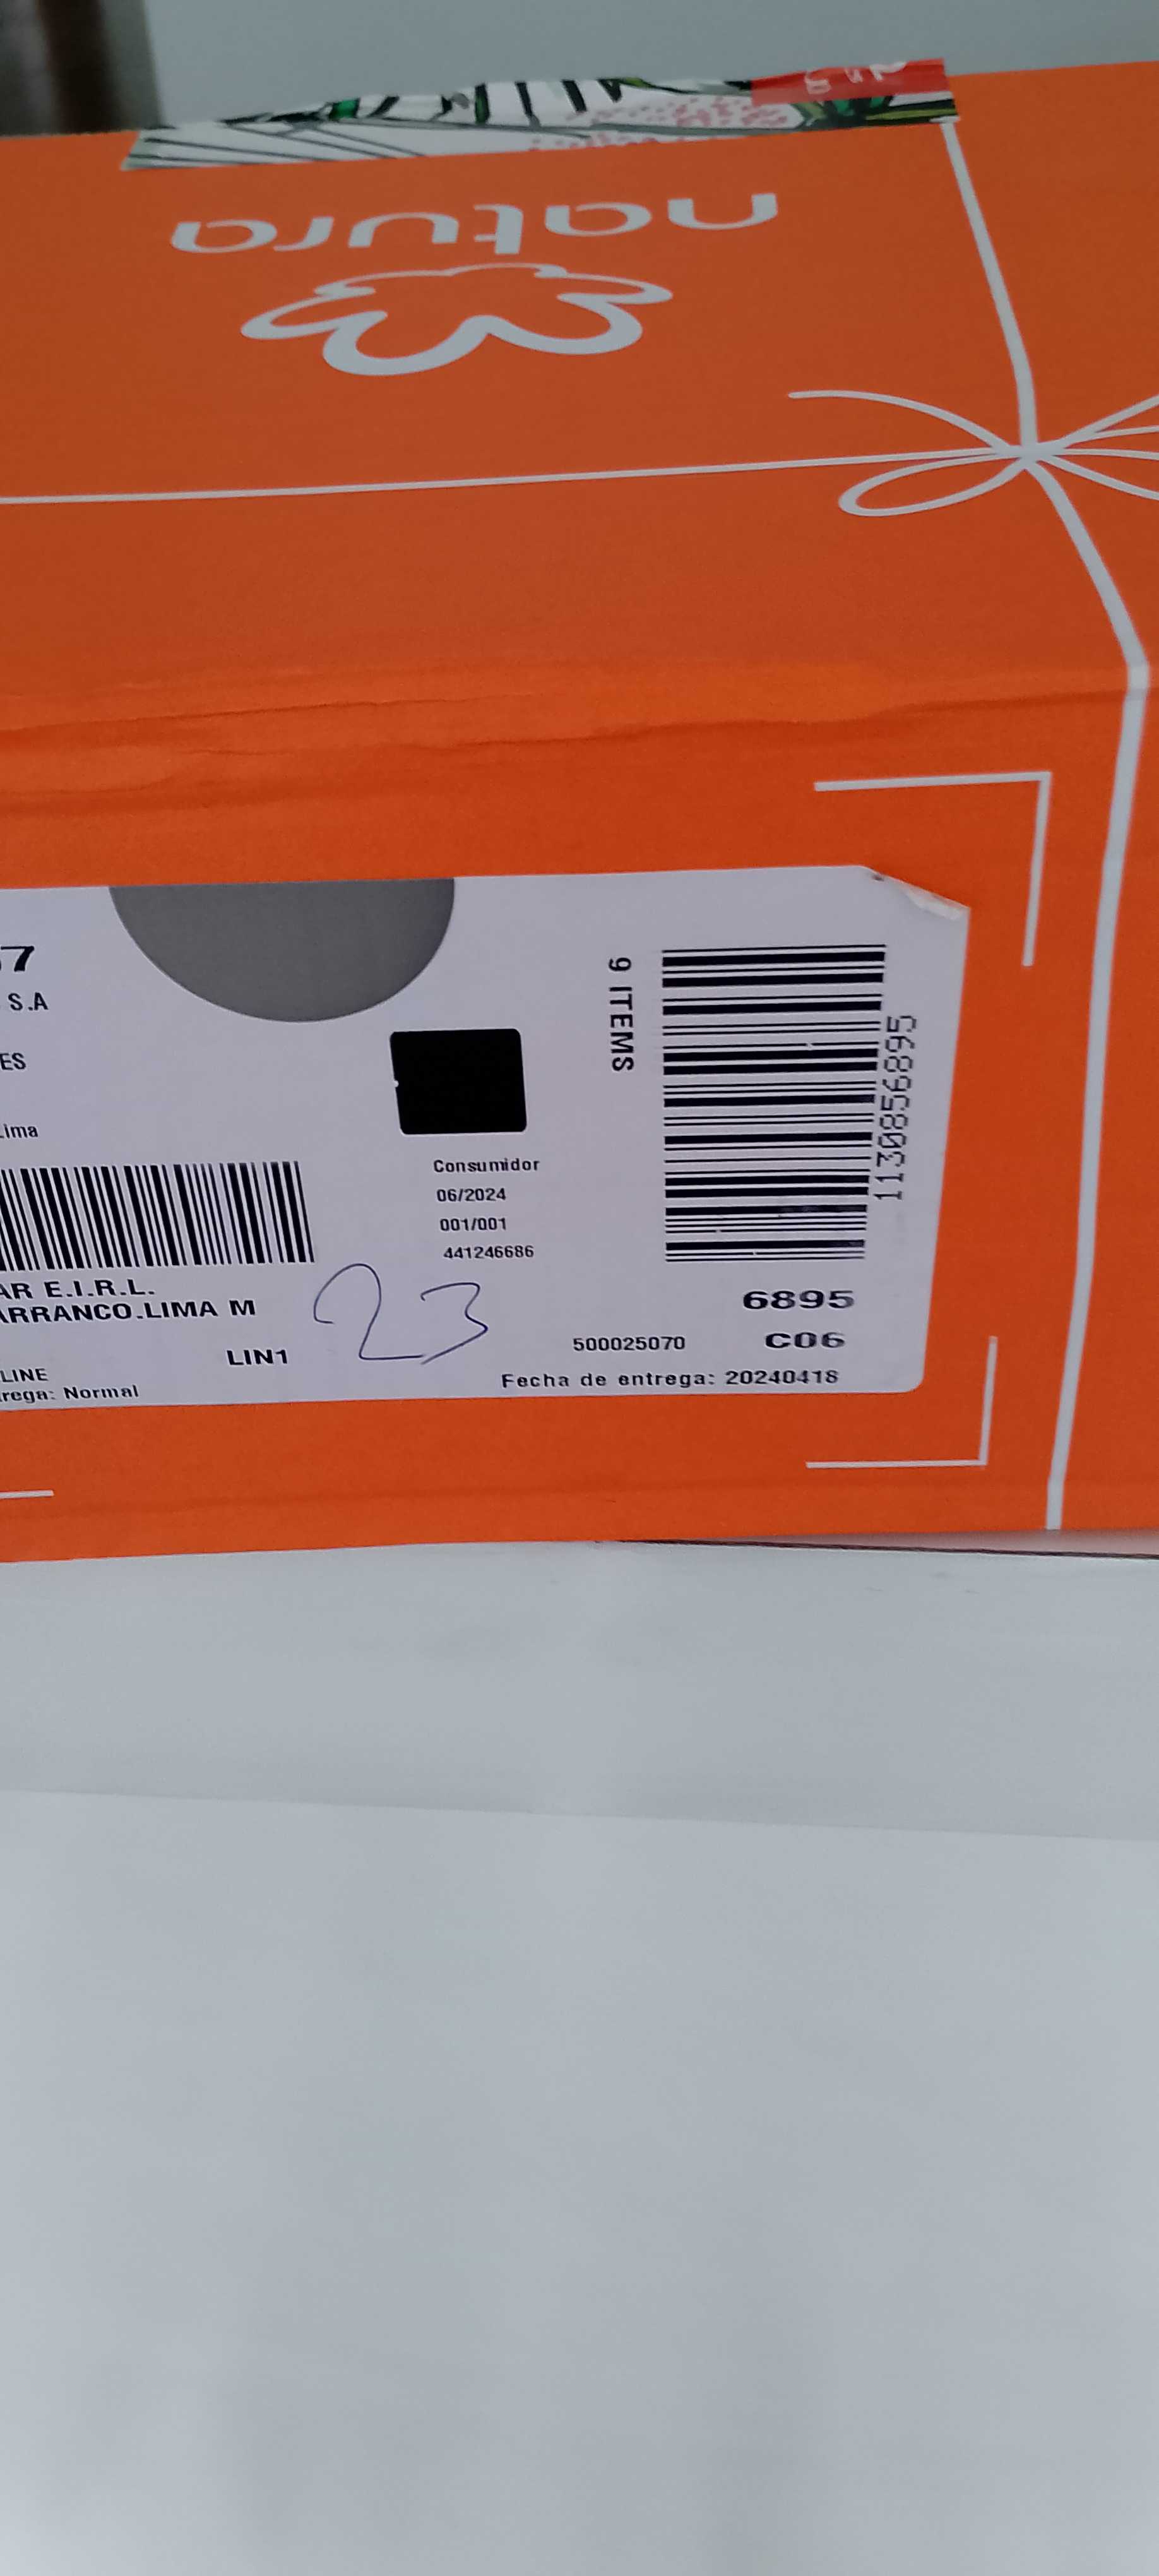 natura
7
S.A
ES
Lima
9 ITEMS
1130856895
Consumidor
06/2024
001/001
441246686
AR E.I.R.L.
ARRANCO.LIMA M
23
6895
LIN1
500025070
C06
LINE
rega: Normal
Fecha de entrega: 20240418